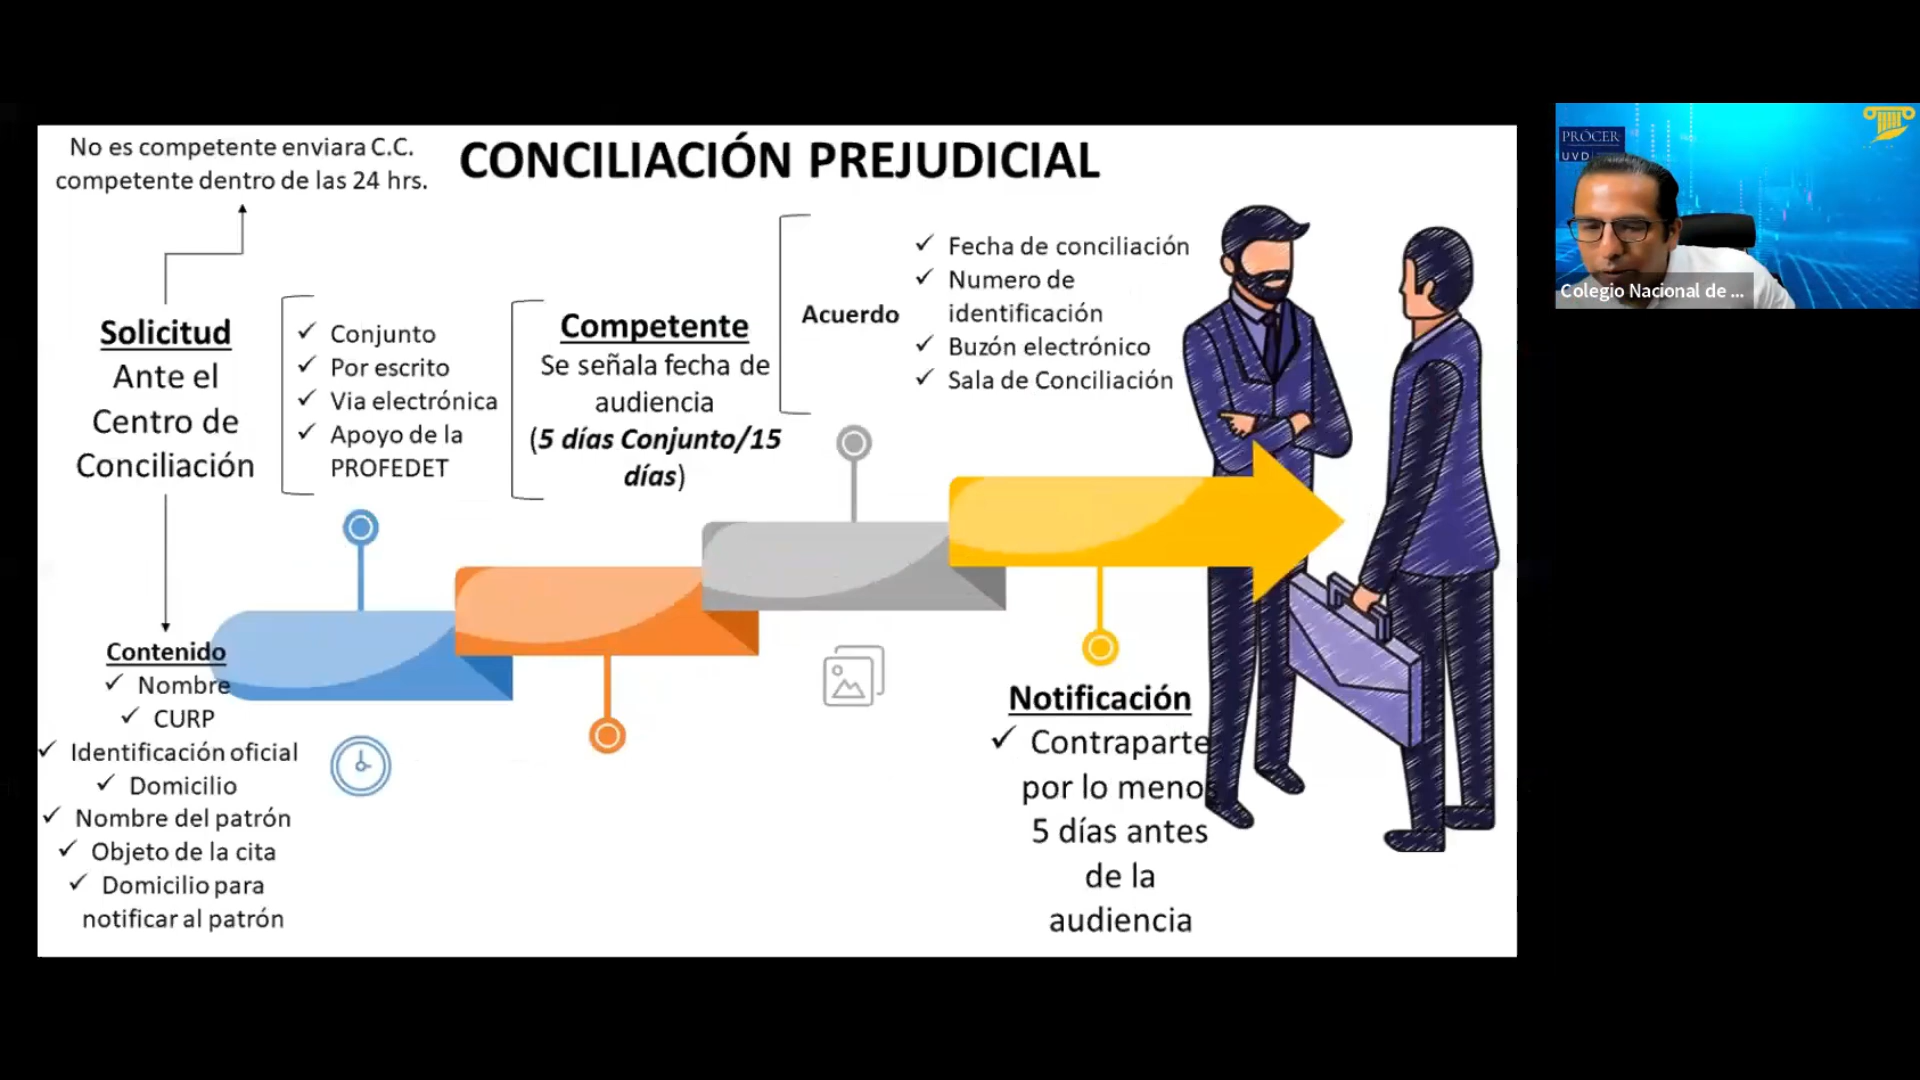 No es competente enviara C.C.
competente dentro de las 24 hrs.
CONCILIACIÓN PREJUDICIAL
Solicitud
Ante el
Centro de
Conciliación
✓ Conjunto
✓ Por escrito
✓ Via electrónica
✓ Apoyo de la
PROFEDET
Competente
Se señala fecha de
audiencia
(5 días Conjunto/15
días)
Acuerdo
✓ Fecha de conciliación
✓ Numero de
identificación
✓ Buzón electrónico
✓ Sala de Conciliación
Contenido
✓ Nombre
✓ CURP
✓ Identificación oficial
✓ Domicilio
✓ Nombre del patrón
✓ Objeto de la cita
✓ Domicilio para
notificar al patrón
Notificación
✓ Contraparte
por lo menos
5 días antes
de la
audiencia
PRÓCER
UVD
Colegio Nacional de ...